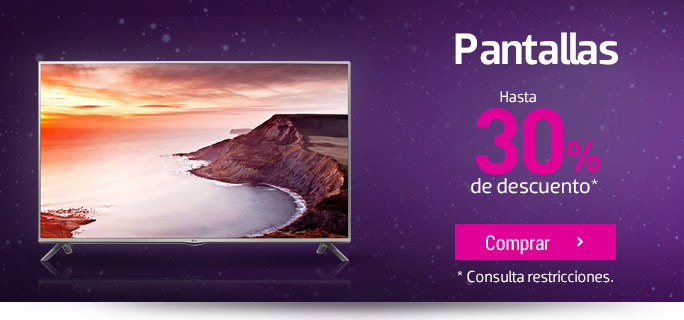 Pantallas
Hasta
30%
de descuento*
Comprar >
* Consulta restricciones.